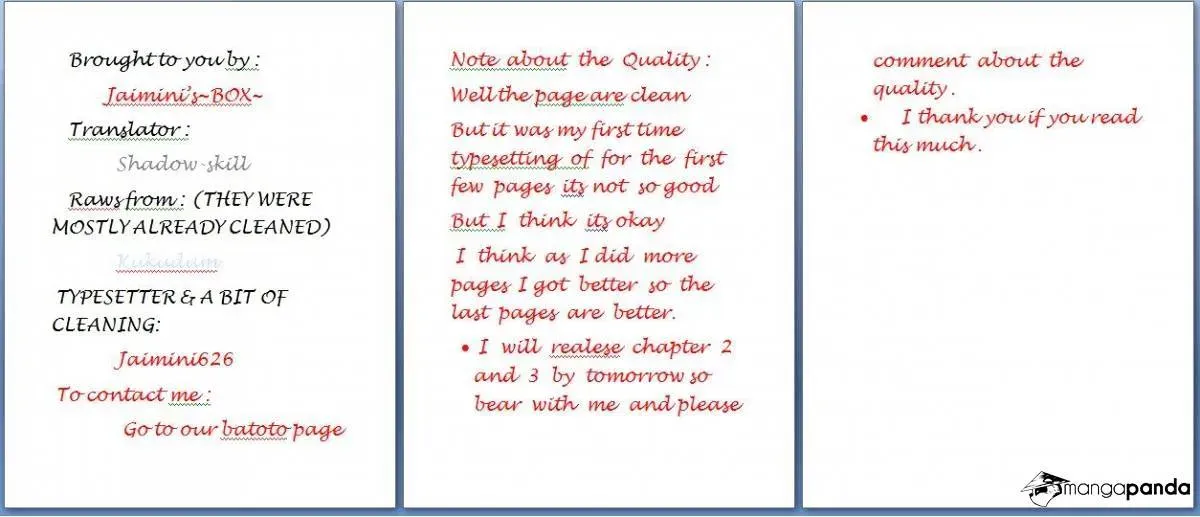 Brought to you by :
Jaimini's~BOX~
Translator :
Shadow-skill
Raws from : (THEY WERE
MOSTLY ALREADY CLEANED)
Kukudum
TYPESETTER & A BIT OF
CLEANING:
Jaimini626
To contact me :
Go to our batoto page
Note about the Quality :
Well the page are clean
But it was my first time
typesetting of for the first
few pages its not so good
But I think its okay
I think as I did more
pages I got better so the
last pages are better.
• I will realese chapter 2
and 3 by tomorrow so
bear with me and please
comment about the
quality .
• I thank you if you read
this much .
mangapanda